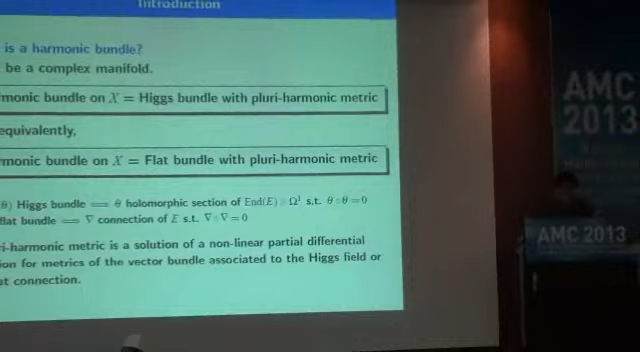 Introduction
is a harmonic bundle?
be a complex manifold.
monic bundle on X = Higgs bundle with pluri-harmonic metric
equivalently,
monic bundle on X = Flat bundle with pluri-harmonic metric
θ) Higgs bundle ⟺ θ holomorphic section of End(E) ⊗ Ω¹ s.t. θ∘θ = 0
flat bundle ⟺ ∇ connection of E s.t. ∇∘∇ = 0
i-harmonic metric is a solution of a non-linear partial differential
ion for metrics of the vector bundle associated to the Higgs field or
at connection.
AMC
2013
AMC 2013